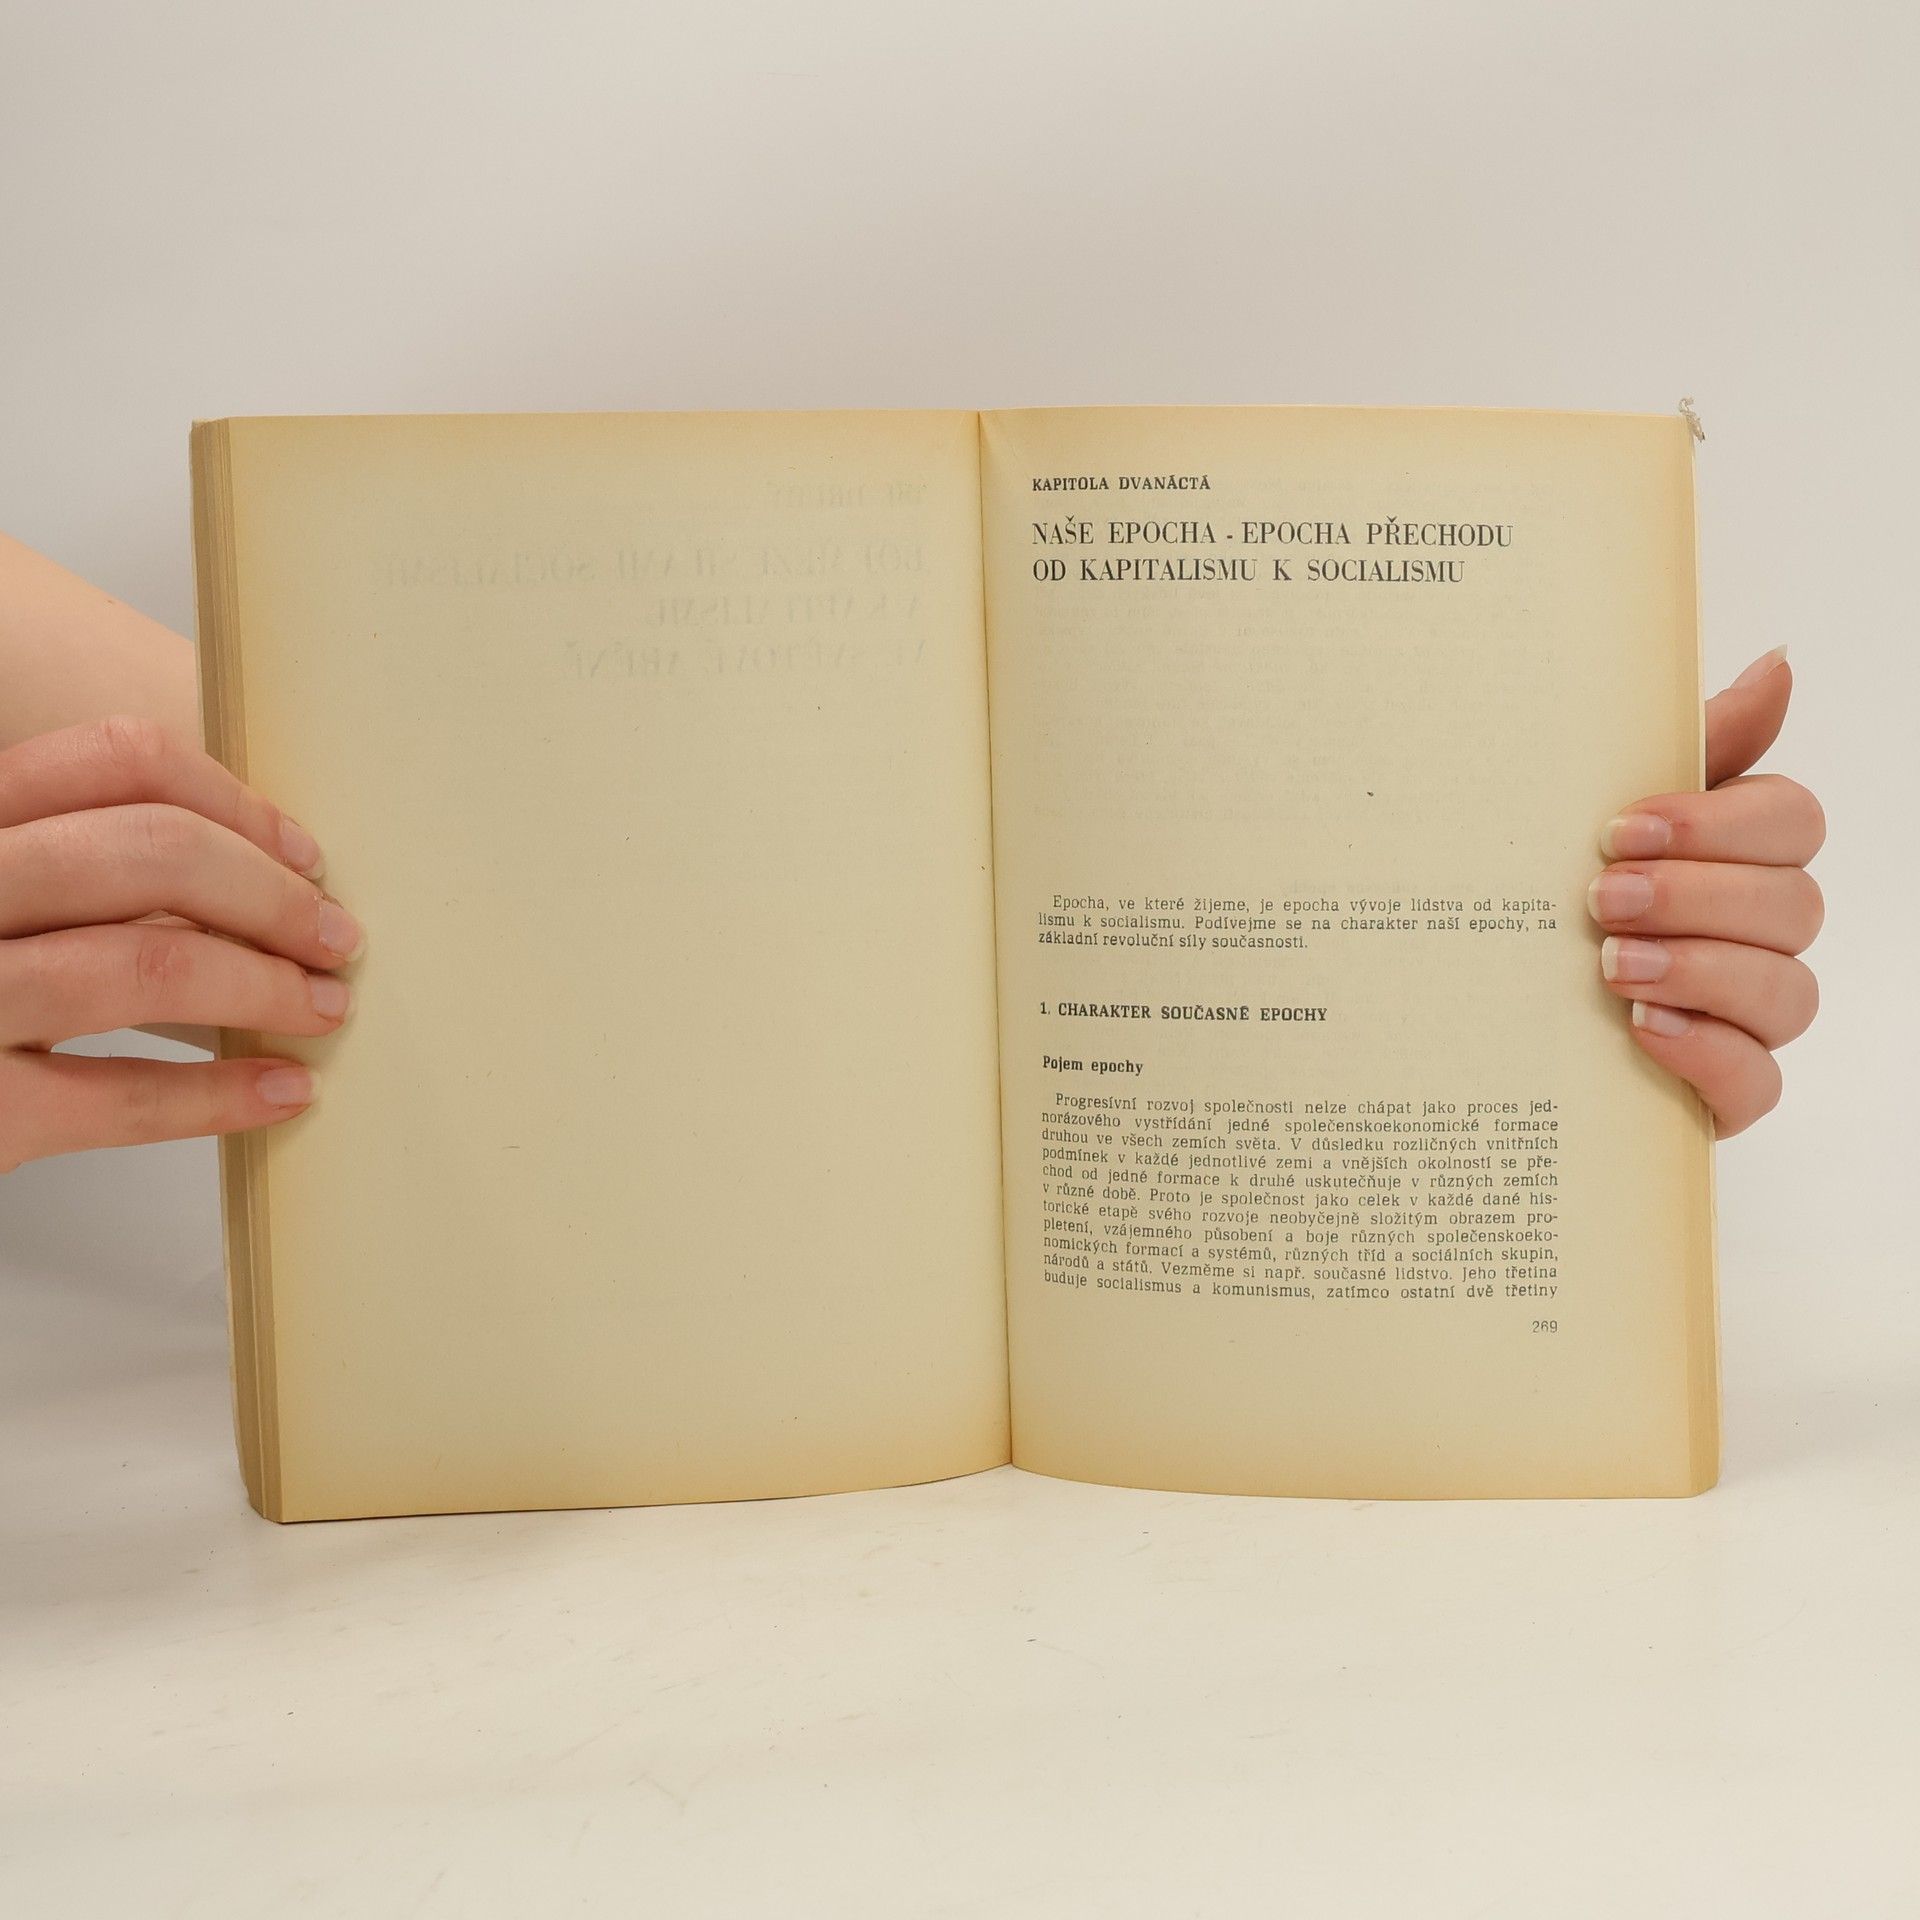 KAPITOLA DVANÁCTÁ
NAŠE EPOCHA - EPOCHA PŘECHODU
OD KAPITALISMU K SOCIALISMU
Epocha, ve které žijeme, je epocha vývoje lidstva od kapita-
lismu k socialismu. Podívejme se na charakter naší epochy, na
základní revoluční síly současnosti.
1. CHARAKTER SOUČASNÉ EPOCHY
Pojem epochy
Progresívní rozvoj společnosti nelze chápat jako proces jed-
norázového vystřídání jedné společenskoekonomické formace
druhou ve všech zemích světa. V důsledku rozličných vnitřních
podmínek v každé jednotlivé zemi a vnějších okolností se pře-
chod od jedné formace k druhé uskutečňuje v různých zemích
v různé době. Proto je společnost jako celek v každé dané his-
torické etapě svého rozvoje neobyčejně složitým obrazem pro-
pletení, vzájemného působení a boje různých společenskoeko-
nomických formací a systémů, různých tříd a sociálních skupin,
národů a států. Vezměme si např. současné lidstvo. Jeho třetina
buduje socialismus a komunismus, zatímco ostatní dvě třetiny
269